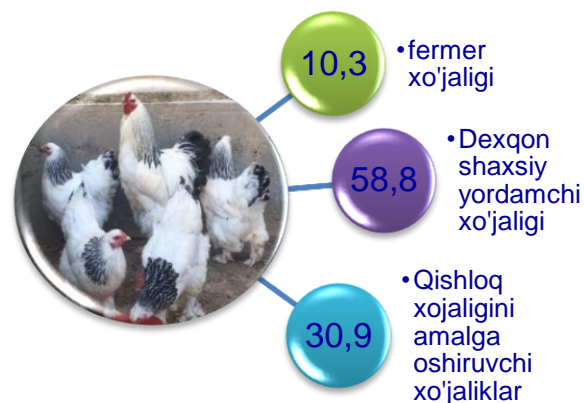 10,3
•fermer
xo'jaligi
58,8
•Dexqon
shaxsiy
yordamchi
xo'jaligi
30,9
•Qishloq
xojaligini
amalga
oshiruvchi
xo'jaliklar